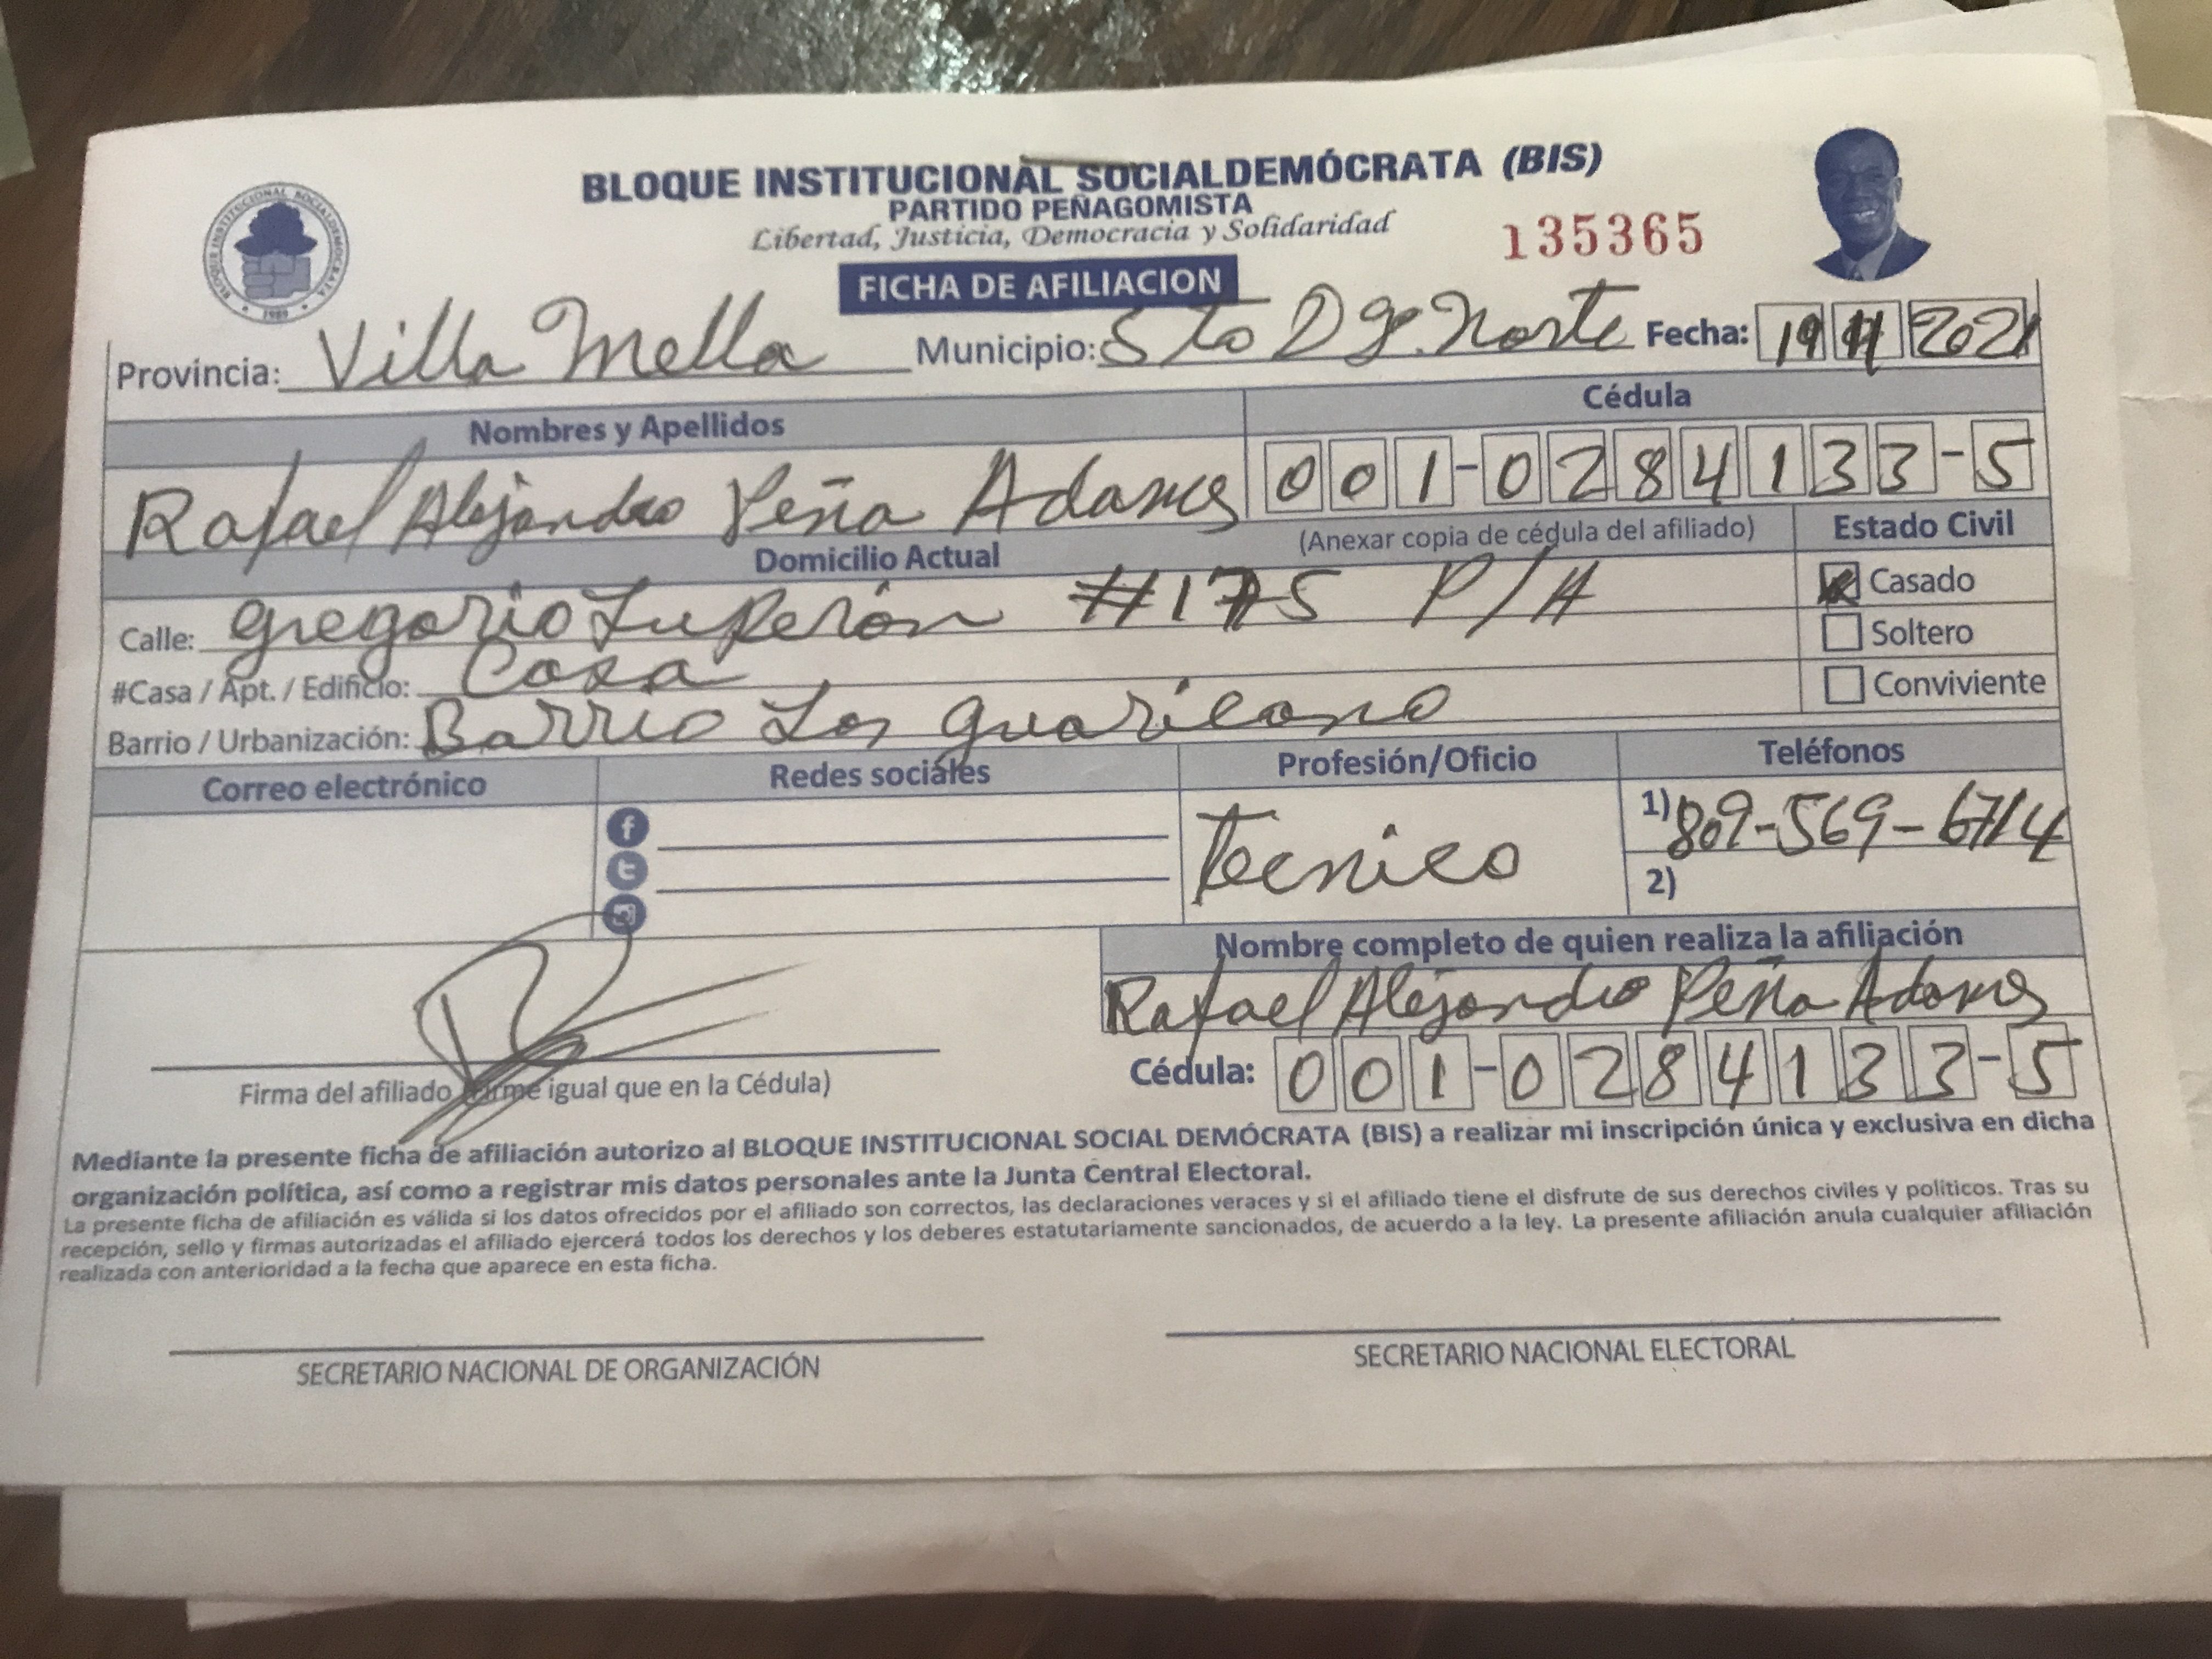 BLOQUE INSTITUCIONAL SOCIALDEMÓCRATA (BIS)
PARTIDO PEÑAGOMISTA
Libertad, Justicia, Democracia y Solidaridad
135365
BLOQUE INSTITUCIONAL SOCIALDEMOCRATA
1989
FICHA DE AFILIACION
Provincia: Villa Mella Municipio: Sto Dgo. Norte Fecha: 19 11 2021
Nombres y Apellidos Cédula
Rafael Alejandro Peña Adames 001-0284133-5
Domicilio Actual (Anexar copia de cédula del afiliado) Estado Civil
Calle: gregorio Luperón # P/A Casado
Soltero
#Casa / Apt. / Edificio: Casa
Conviviente
Barrio / Urbanización: Barrio Los guaricano
Correo electrónico Redes sociales Profesión/Oficio Teléfonos
Tecnico 1) 809-569-6714
2)
Nombre completo de quien realiza la afiliación
Rafael Alejandro Peña Adames
Firma del afiliado (firme igual que en la Cédula) Cédula: 001-0284133-5
Mediante la presente ficha de afiliación autorizo al BLOQUE INSTITUCIONAL SOCIAL DEMÓCRATA (BIS) a realizar mi inscripción única y exclusiva en dicha
organización política, así como a registrar mis datos personales ante la Junta Central Electoral.
La presente ficha de afiliación es válida si los datos ofrecidos por el afiliado son correctos, las declaraciones veraces y si el afiliado tiene el disfrute de sus derechos civiles y políticos. Tras su
recepción, sello y firmas autorizadas el afiliado ejercerá todos los derechos y los deberes estatutariamente sancionados, de acuerdo a la ley. La presente afiliación anula cualquier afiliación
realizada con anterioridad a la fecha que aparece en esta ficha.
SECRETARIO NACIONAL DE ORGANIZACIÓN SECRETARIO NACIONAL ELECTORAL